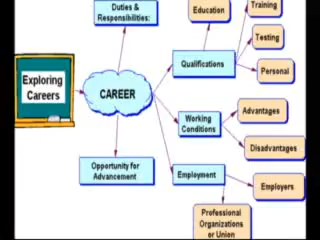 Duties &
Responsibilities:
Education
Training
Testing
Qualifications
Personal
Exploring
Careers
CAREER
Working
Conditions
Advantages
Disadvantages
Opportunity for
Advancement
Employment
Employers
Professional
Organizations
or Union